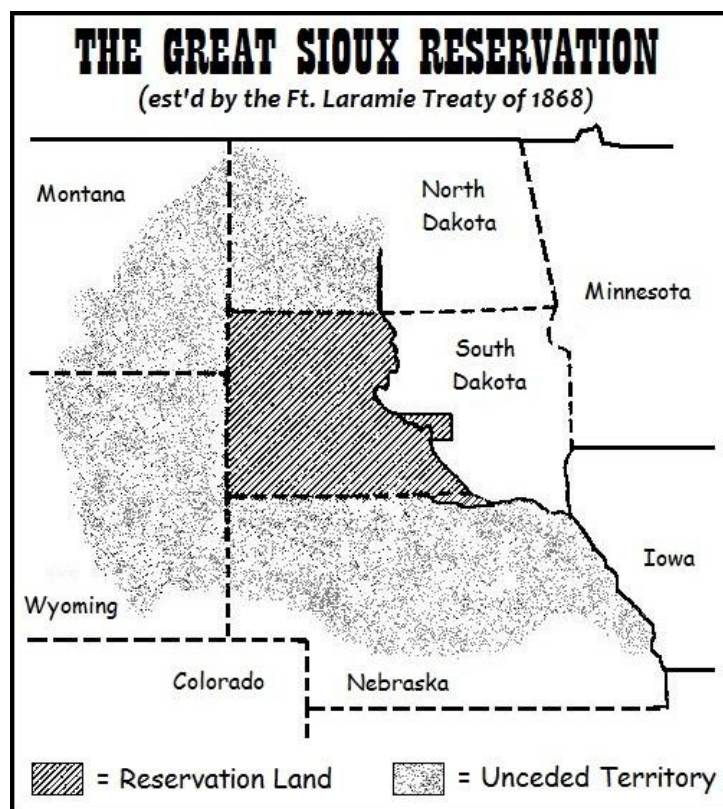 THE GREAT SIOUX RESERVATION
(est'd by the Ft. Laramie Treaty of 1868)
Montana
North
Dakota
Minnesota
South
Dakota
Iowa
Wyoming
Colorado
Nebraska
= Reservation Land
= Unceded Territory